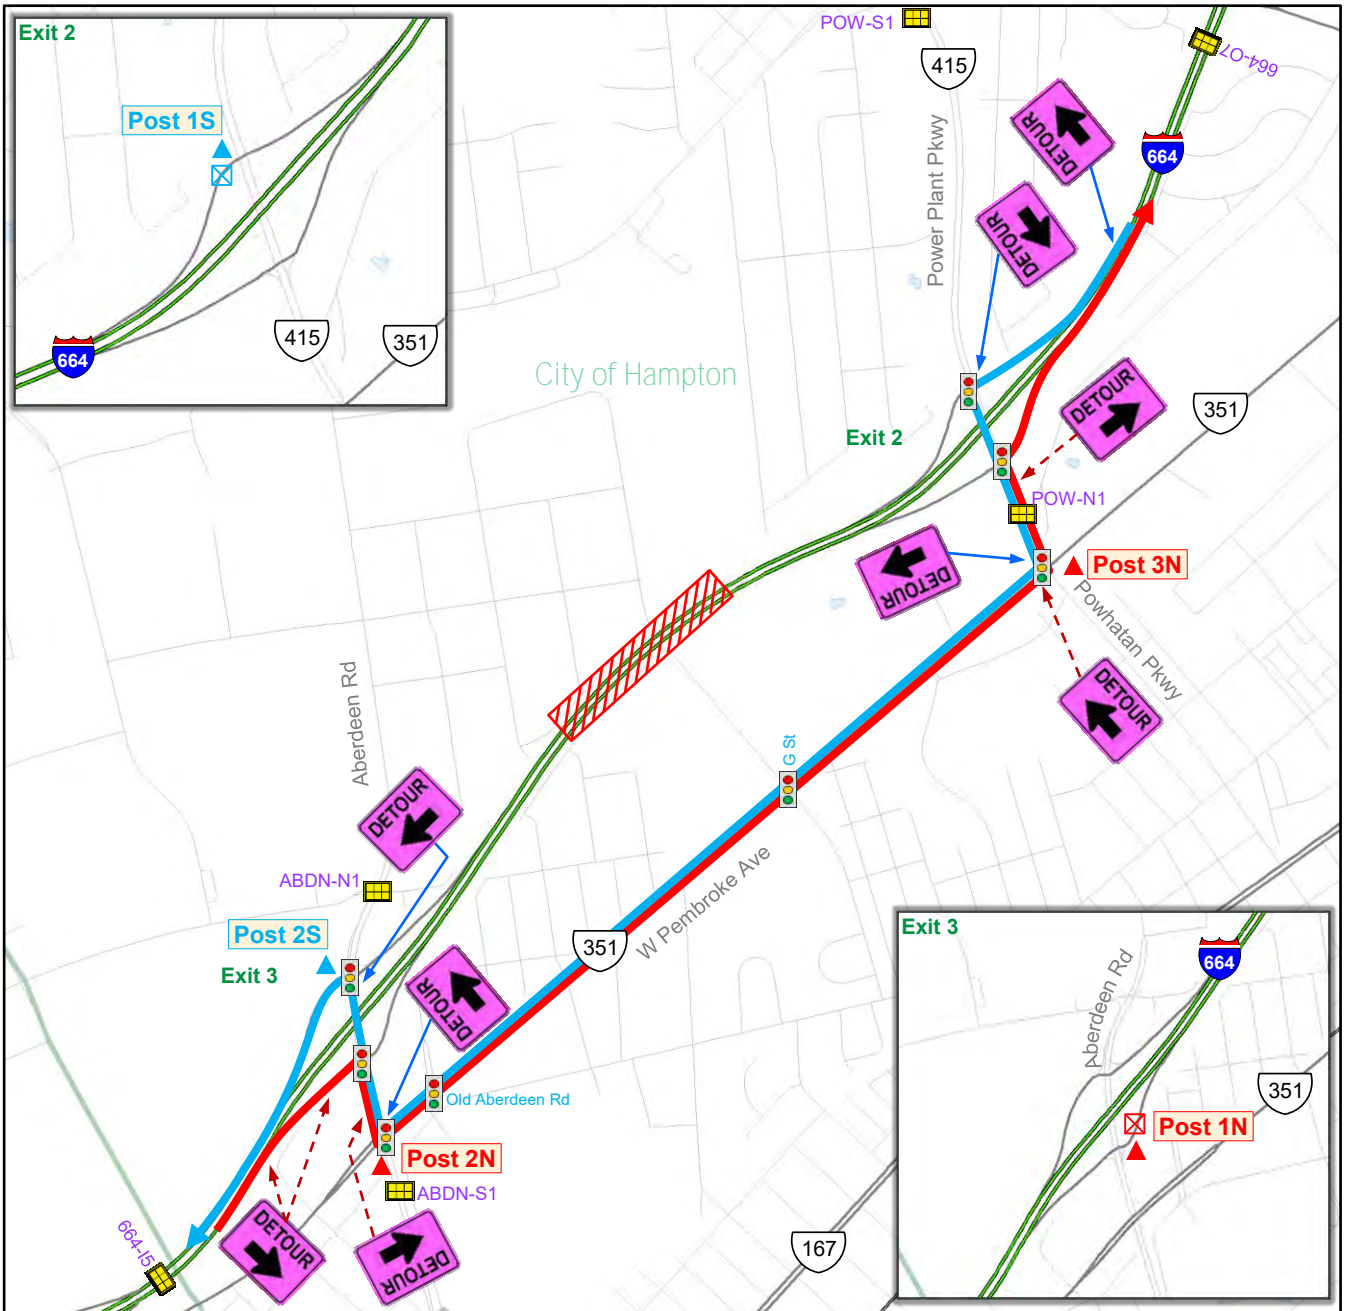 Exit 2
Post 1S
664
415
351
POW-S1
415
664-O7
664
Power Plant Pkwy
DETOUR
DETOUR
City of Hampton
Exit 2
DETOUR
351
POW-N1
DETOUR
Post 3N
Powhatan Pkwy
DETOUR
Aberdeen Rd
G St
DETOUR
ABDN-N1
W Pembroke Ave
351
Post 2S
Exit 3
DETOUR
Old Aberdeen Rd
Post 2N
ABDN-S1
664-I5
DETOUR
DETOUR
167
Exit 3
664
Aberdeen Rd
351
Post 1N